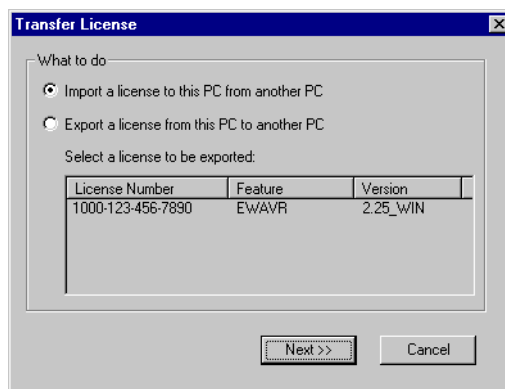 Transfer License
What to do
Import a license to this PC from another PC
Export a license from this PC to another PC
Select a license to be exported:
License Number Feature Version
1000-123-456-7890 EWAVR 2.25_WIN
Next >> Cancel